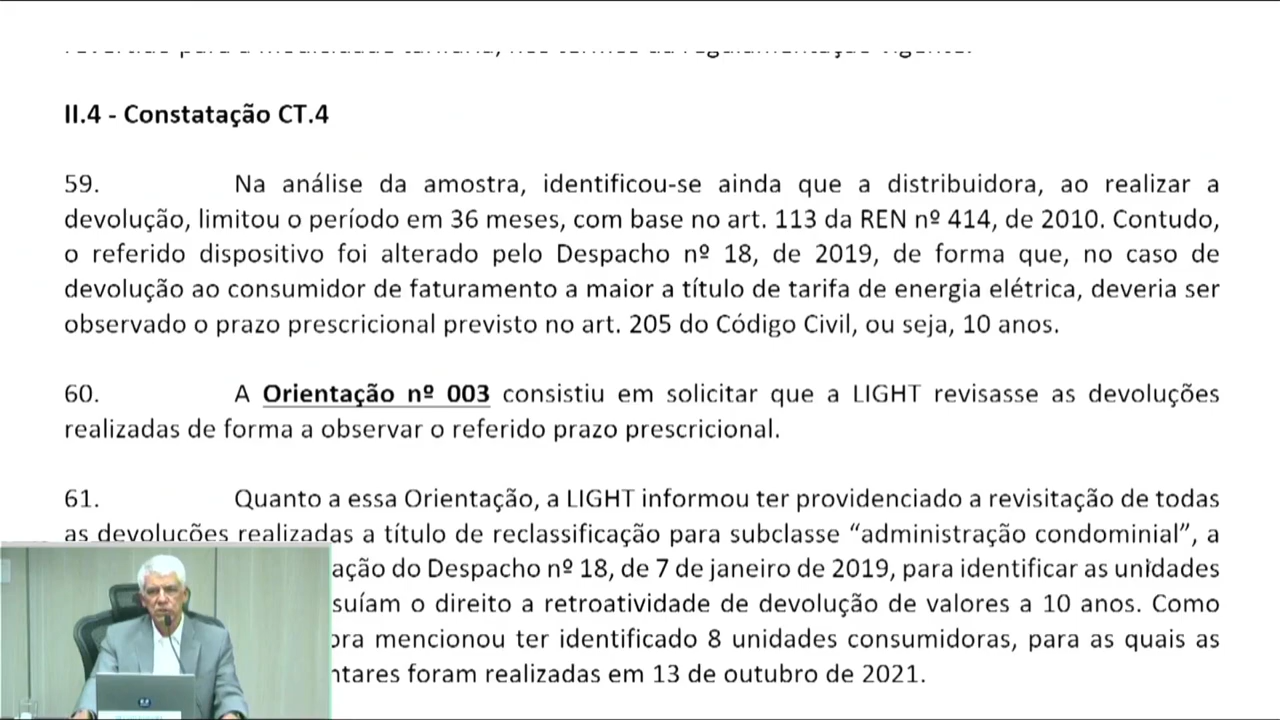 II.4 - Constatação CT.4
59. Na análise da amostra, identificou-se ainda que a distribuidora, ao realizar a
devolução, limitou o período em 36 meses, com base no art. 113 da REN nº 414, de 2010. Contudo,
o referido dispositivo foi alterado pelo Despacho nº 18, de 2019, de forma que, no caso de
devolução ao consumidor de faturamento a maior a título de tarifa de energia elétrica, deveria ser
observado o prazo prescricional previsto no art. 205 do Código Civil, ou seja, 10 anos.
60. A Orientação nº 003 consistiu em solicitar que a LIGHT revisasse as devoluções
realizadas de forma a observar o referido prazo prescricional.
61. Quanto a essa Orientação, a LIGHT informou ter providenciado a revisitação de todas
as devoluções realizadas a título de reclassificação para subclasse “administração condominial”, a
ação do Despacho nº 18, de 7 de janeiro de 2019, para identificar as unidades
suíam o direito a retroatividade de devolução de valores a 10 anos. Como
ora mencionou ter identificado 8 unidades consumidoras, para as quais as
ntares foram realizadas em 13 de outubro de 2021.